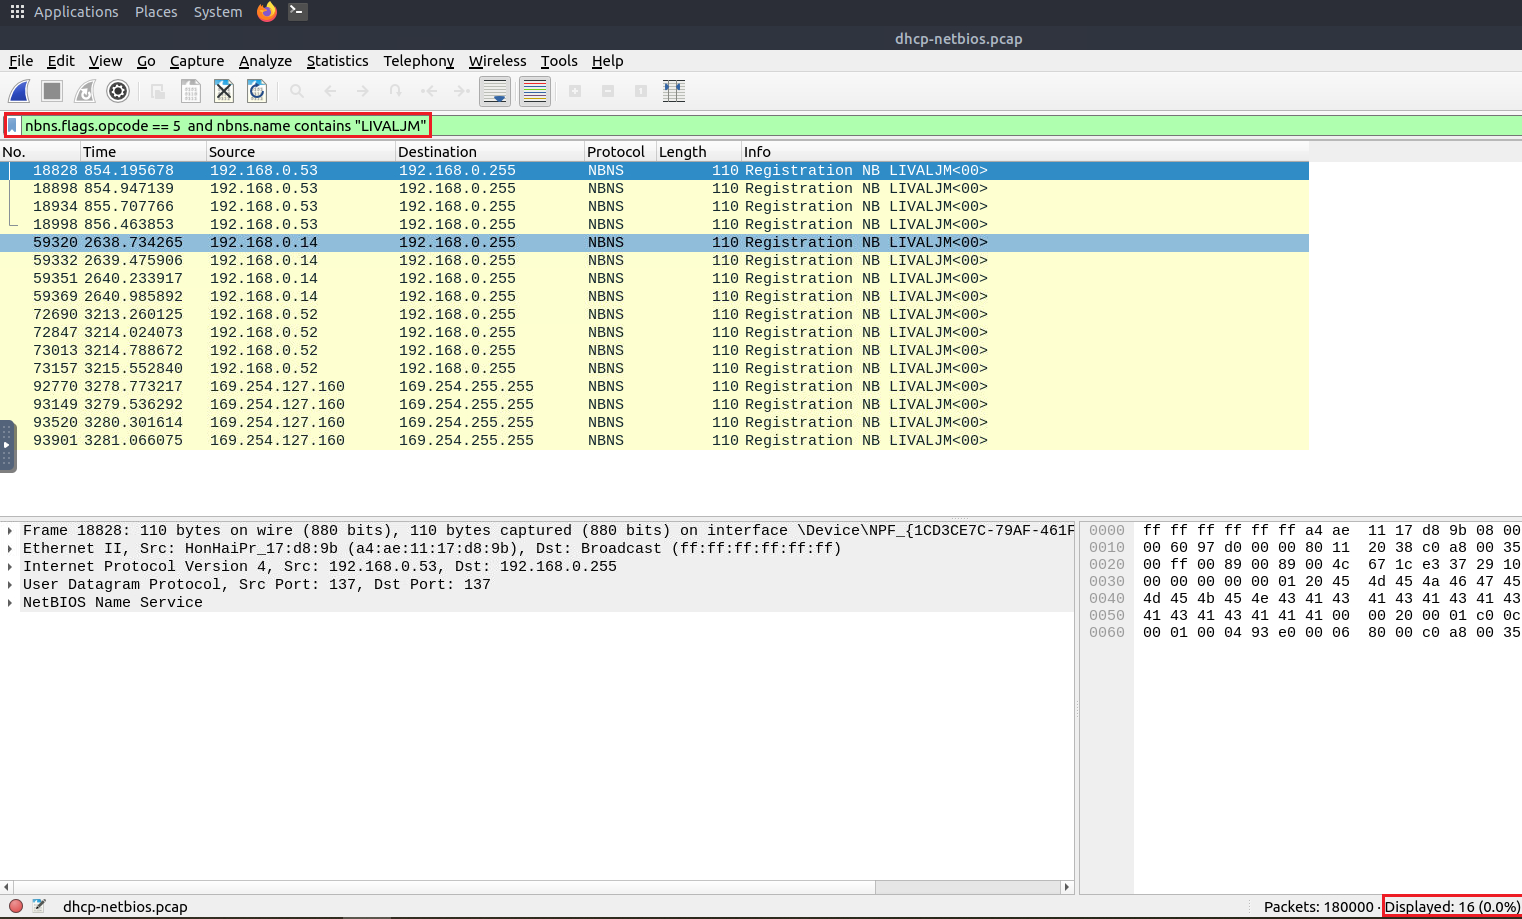 Applications Places System
dhcp-netbios.pcap
File Edit View Go Capture Analyze Statistics Telephony Wireless Tools Help
nbns.flags.opcode == 5 and nbns.name contains "LIVALJM"
No. Time Source Destination Protocol Length Info
18828 854.195678 192.168.0.53 192.168.0.255 NBNS 110 Registration NB LIVALJM<00>
18898 854.947139 192.168.0.53 192.168.0.255 NBNS 110 Registration NB LIVALJM<00>
18934 855.707766 192.168.0.53 192.168.0.255 NBNS 110 Registration NB LIVALJM<00>
18998 856.463853 192.168.0.53 192.168.0.255 NBNS 110 Registration NB LIVALJM<00>
59320 2638.734265 192.168.0.14 192.168.0.255 NBNS 110 Registration NB LIVALJM<00>
59332 2639.475906 192.168.0.14 192.168.0.255 NBNS 110 Registration NB LIVALJM<00>
59351 2640.233917 192.168.0.14 192.168.0.255 NBNS 110 Registration NB LIVALJM<00>
59369 2640.985892 192.168.0.14 192.168.0.255 NBNS 110 Registration NB LIVALJM<00>
72690 3213.260125 192.168.0.52 192.168.0.255 NBNS 110 Registration NB LIVALJM<00>
72847 3214.024073 192.168.0.52 192.168.0.255 NBNS 110 Registration NB LIVALJM<00>
73013 3214.788672 192.168.0.52 192.168.0.255 NBNS 110 Registration NB LIVALJM<00>
73157 3215.552840 192.168.0.52 192.168.0.255 NBNS 110 Registration NB LIVALJM<00>
92770 3278.773217 169.254.127.160 169.254.255.255 NBNS 110 Registration NB LIVALJM<00>
93149 3279.536292 169.254.127.160 169.254.255.255 NBNS 110 Registration NB LIVALJM<00>
93520 3280.301614 169.254.127.160 169.254.255.255 NBNS 110 Registration NB LIVALJM<00>
93901 3281.066075 169.254.127.160 169.254.255.255 NBNS 110 Registration NB LIVALJM<00>
Frame 18828: 110 bytes on wire (880 bits), 110 bytes captured (880 bits) on interface \Device\NPF_{1CD3CE7C-79AF-461F
Ethernet II, Src: HonHaiPr_17:d8:9b (a4:ae:11:17:d8:9b), Dst: Broadcast (ff:ff:ff:ff:ff:ff)
Internet Protocol Version 4, Src: 192.168.0.53, Dst: 192.168.0.255
User Datagram Protocol, Src Port: 137, Dst Port: 137
NetBIOS Name Service
0000 ff ff ff ff ff ff a4 ae 11 17 d8 9b 08 00
0010 00 60 97 d0 00 00 80 11 20 38 c0 a8 00 35
0020 00 ff 00 89 00 89 00 4c 67 1c e3 37 29 10
0030 00 00 00 00 00 01 20 45 4d 45 4a 46 47 45
0040 4d 45 4b 45 4e 43 41 43 41 43 41 43 41 43
0050 41 43 41 43 41 41 41 00 00 20 00 01 c0 0c
0060 00 01 00 04 93 e0 00 06 80 00 c0 a8 00 35
dhcp-netbios.pcap
Packets: 180000 · Displayed: 16 (0.0%)